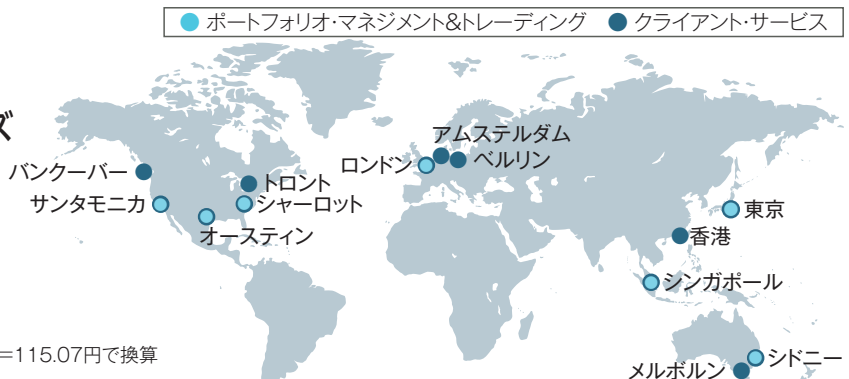 ポートフォリオ・マネジメント&トレーディング クライアント・サービス
ズ
アムステルダム
ロンドン
ベルリン
バンクーバー
トロント
サンタモニカ
シャーロット
オースティン
東京
香港
シンガポール
シドニー
メルボルン
=115.07円で換算